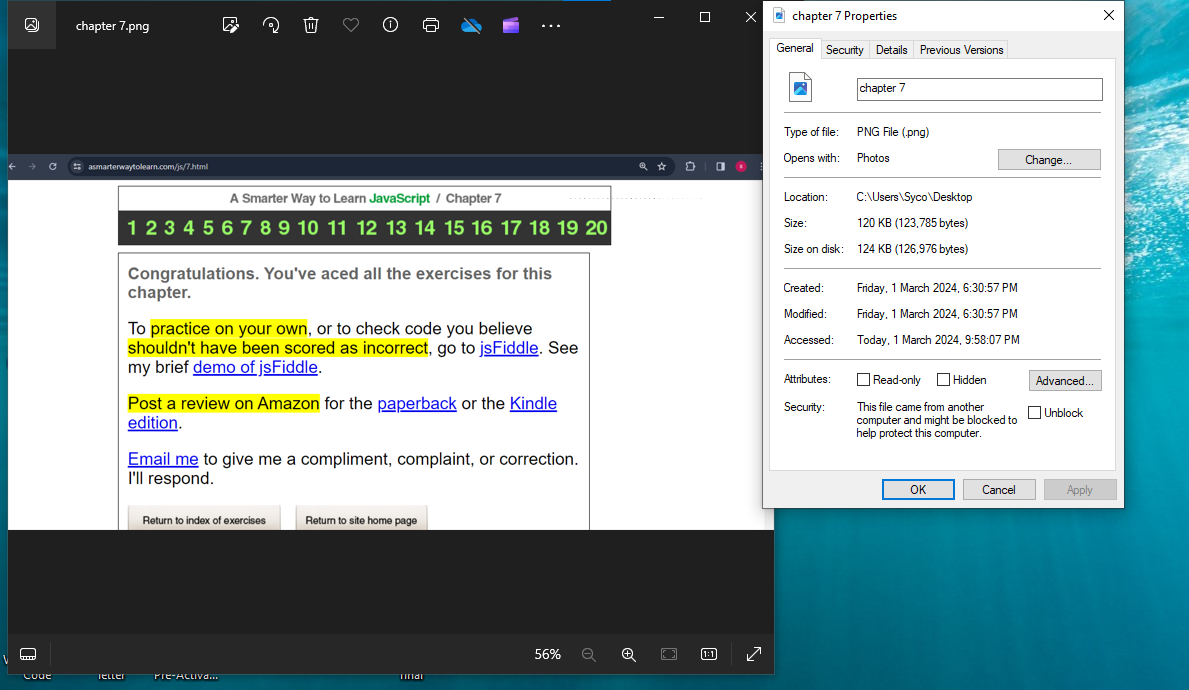 chapter 7.png
asmarterwaytolearn.com/js/7.html
A Smarter Way to Learn JavaScript / Chapter 7
1 2 3 4 5 6 7 8 9 10 11 12 13 14 15 16 17 18 19 20
Congratulations. You've aced all the exercises for this
chapter.
To practice on your own, or to check code you believe
shouldn't have been scored as incorrect, go to jsFiddle. See
my brief demo of jsFiddle.
Post a review on Amazon for the paperback or the Kindle
edition.
Email me to give me a compliment, complaint, or correction.
I'll respond.
Return to index of exercises Return to site home page
56%
1:1
Code letter Pre-Activa... final
chapter 7 Properties
General Security Details Previous Versions
chapter 7
Type of file: PNG File (.png)
Opens with: Photos Change...
Location: C:\Users\Syco\Desktop
Size: 120 KB (123,785 bytes)
Size on disk: 124 KB (126,976 bytes)
Created: Friday, 1 March 2024, 6:30:57 PM
Modified: Friday, 1 March 2024, 6:30:57 PM
Accessed: Today, 1 March 2024, 9:58:07 PM
Attributes: Read-only Hidden Advanced...
Security: This file came from another
computer and might be blocked to
help protect this computer.
Unblock
OK Cancel Apply